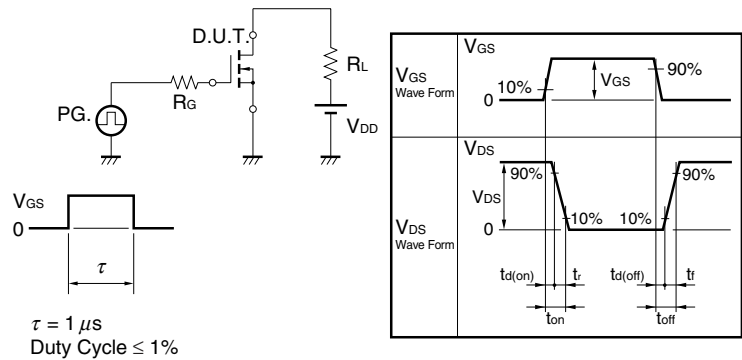 D.U.T.
RL
RG
PG.
VDD
VGS
0
τ
τ = 1 μs
Duty Cycle ≤ 1%
VGS
Wave Form
VGS
VGS
10%
90%
0
VDS
Wave Form
VDS
VDS
90%
90%
10%
10%
0
td(on)
tr
td(off)
tf
ton
toff